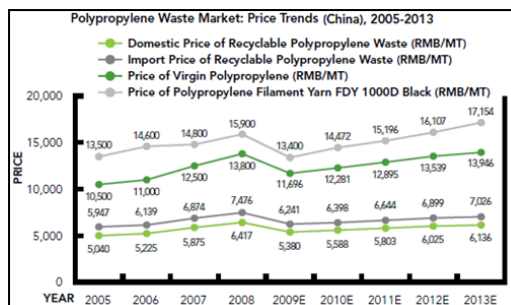 Polypropylene Waste Market: Price Trends (China), 2005-2013
Domestic Price of Recyclable Polypropylene Waste (RMB/MT)
Import Price of Recyclable Polypropylene Waste (RMB/MT)
Price of Virgin Polypropylene (RMB/MT)
Price of Polypropylene Filament Yarn FDY 1000D Black (RMB/MT)
20,000
15,000
10,000
5,000
0
PRICE
13,500 14,600 14,800 15,900 13,400 14,472 15,196 16,107 17,154
10,500 11,000 12,500 13,800 11,696 12,281 12,895 13,539 13,946
5,947 6,139 6,874 7,476 6,241 6,398 6,644 6,899 7,026
5,040 5,225 5,875 6,417 5,380 5,588 5,803 6,025 6,136
YEAR 2005 2006 2007 2008 2009E 2010E 2011E 2012E 2013E